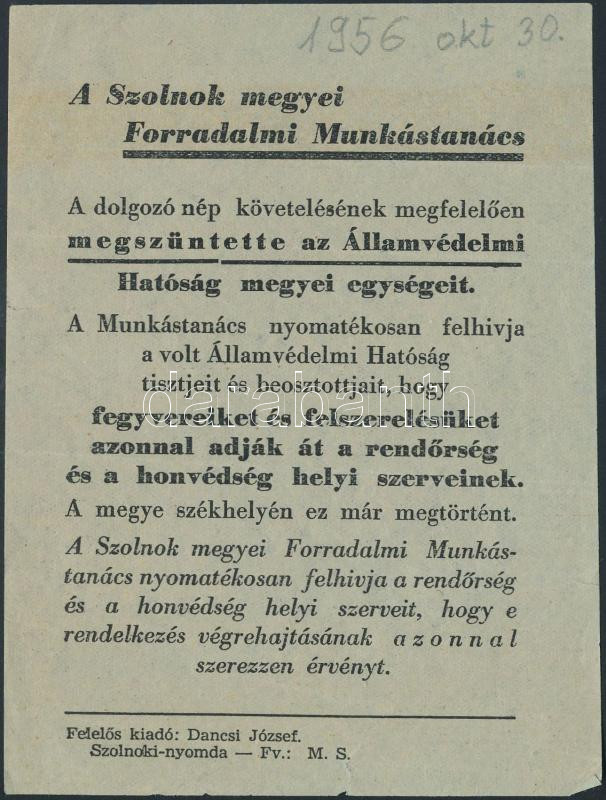 1956 okt 30.
A Szolnok megyei
Forradalmi Munkástanács
A dolgozó nép követelésének megfelelően
megszüntette az Államvédelmi
Hatóság megyei egységeit.
A Munkástanács nyomatékosan felhivja
a volt Államvédelmi Hatóság
tisztjeit és beosztottjait, hogy
darabanth
fegyvereiket és felszerelésüket
azonnal adják át a rendőrség
és a honvédség helyi szerveinek.
A megye székhelyén ez már megtörtént.
A Szolnok megyei Forradalmi Munkás-
tanács nyomatékosan felhivja a rendőrség
és a honvédség helyi szerveit, hogy e
rendelkezés végrehajtásának azonnal
szerezzen érvényt.
Felelős kiadó: Dancsi József.
Szolnoki-nyomda — Fv.: M. S.